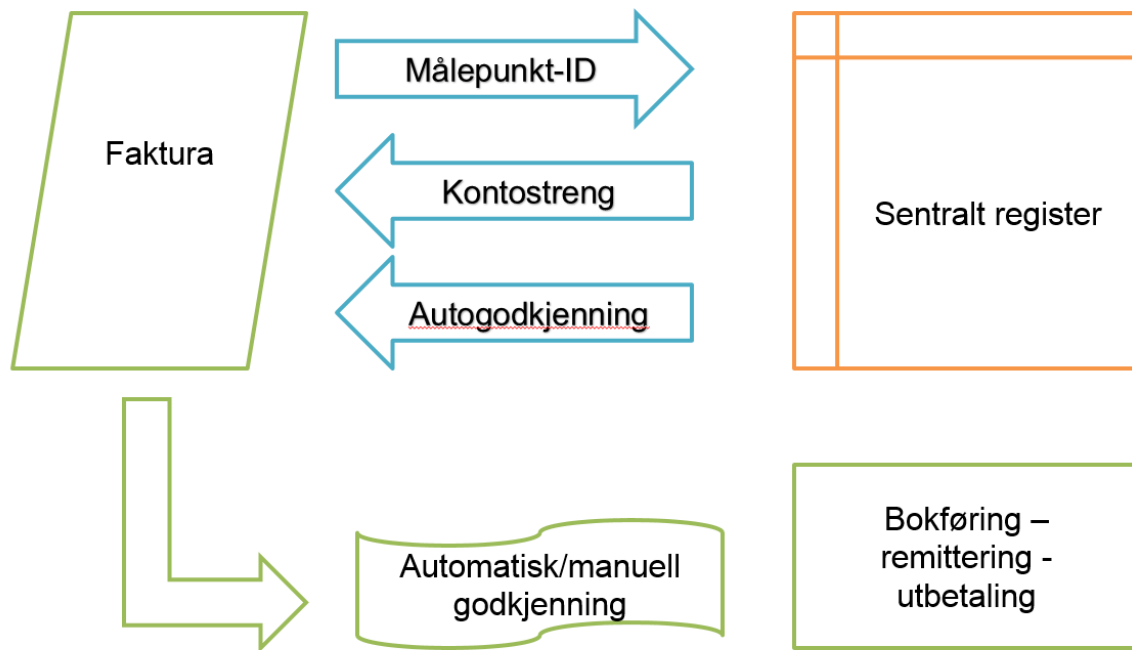 Faktura
Målepunkt-ID
Kontostreng
Autogodkjenning
Sentralt register
Automatisk/manuell
godkjenning
Bokføring –
remittering -
utbetaling